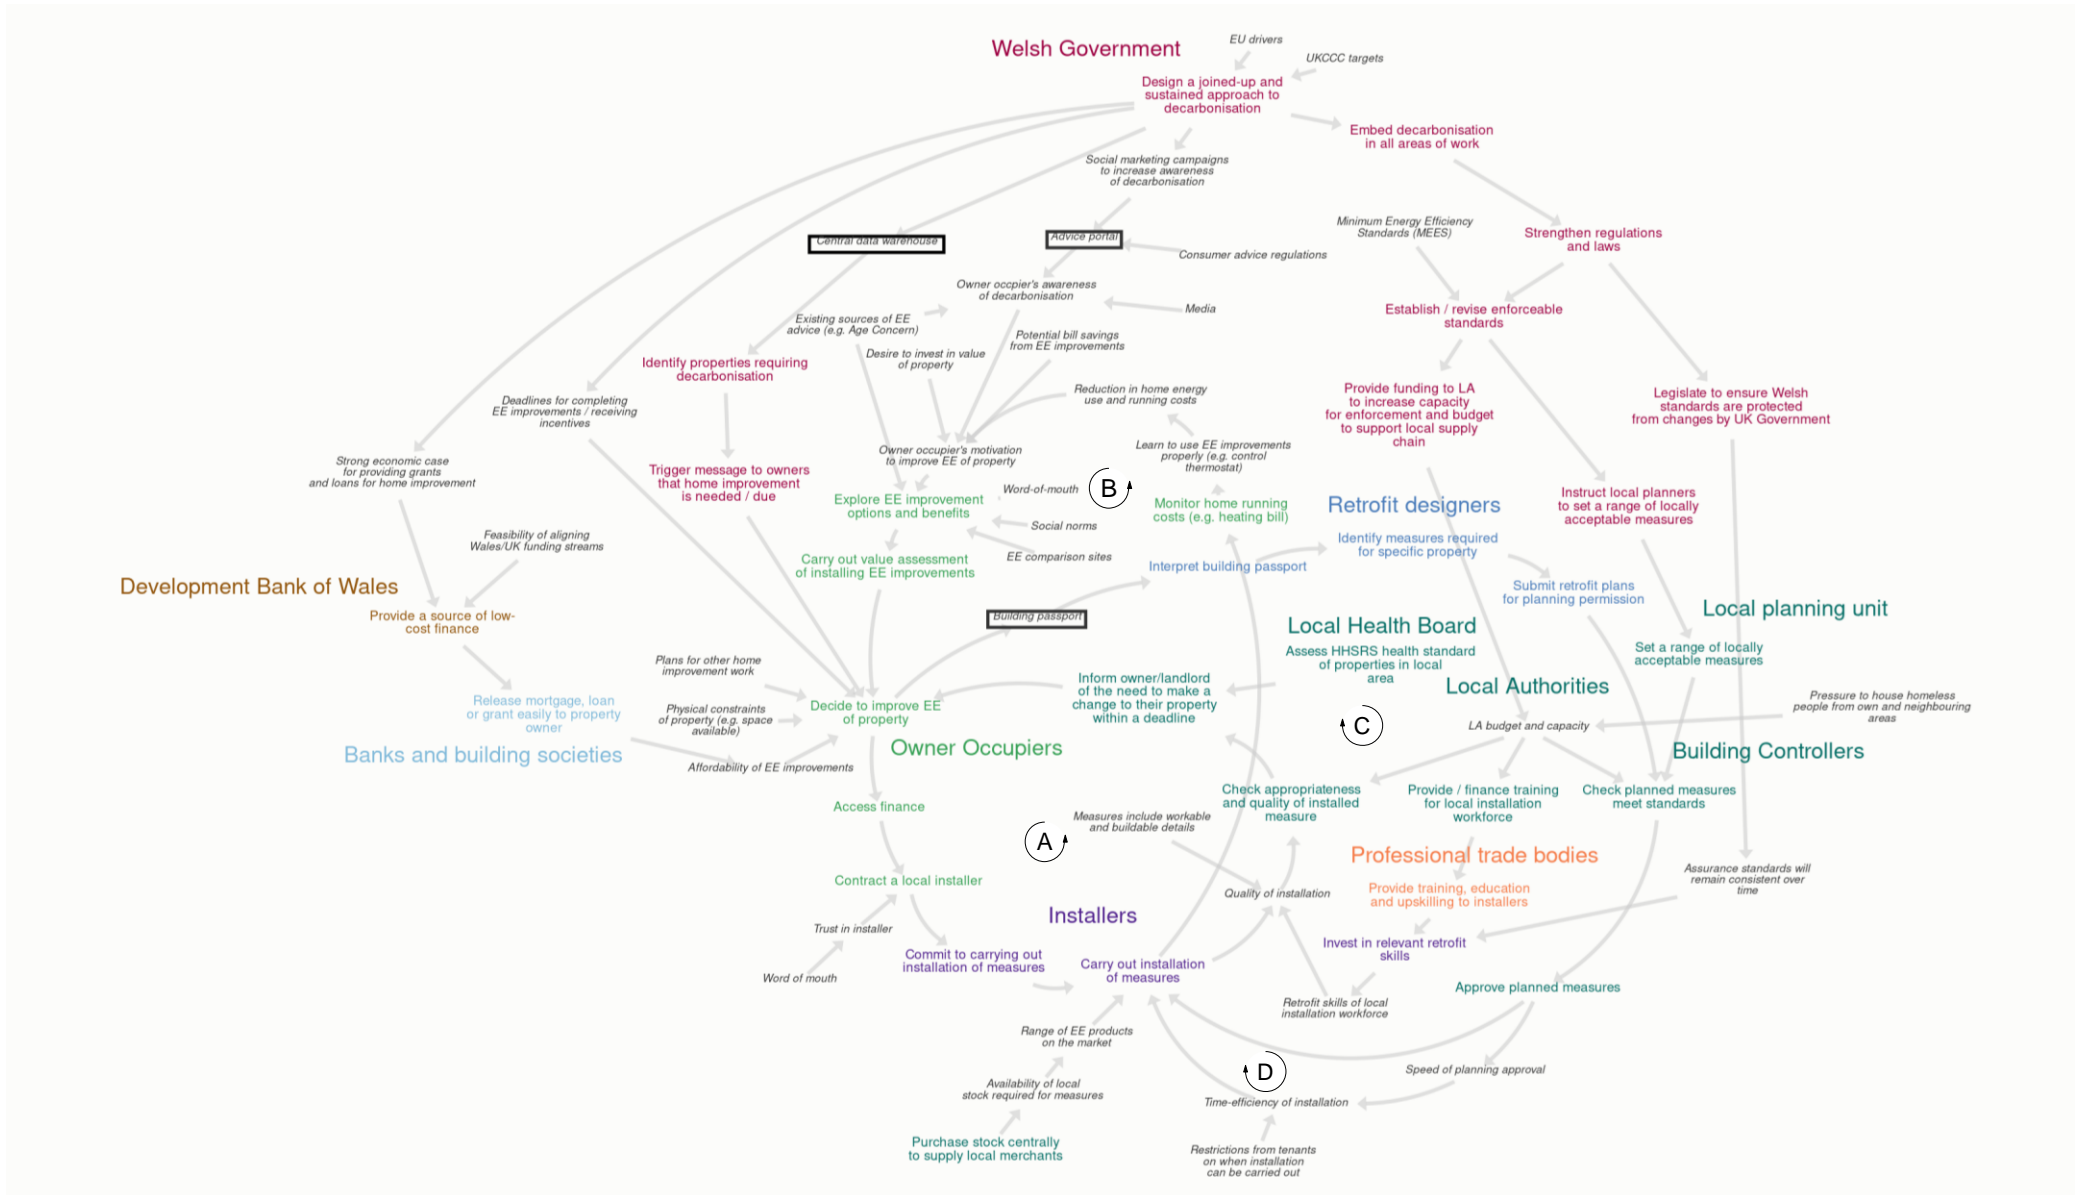 Welsh Government
EU drivers
UKCCC targets
Design a joined-up and
sustained approach to
decarbonisation
Embed decarbonisation
in all areas of work
Social marketing campaigns
to increase awareness
of decarbonisation
Central data warehouse
Advice portal
Consumer advice regulations
Minimum Energy Efficiency
Standards (MEES)
Strengthen regulations
and laws
Owner occpier's awareness
of decarbonisation
Media
Existing sources of EE
advice (e.g. Age Concern)
Potential bill savings
from EE improvements
Desire to invest in value
of property
Establish / revise enforceable
standards
Identify properties requiring
decarbonisation
Reduction in home energy
use and running costs
Provide funding to LA
to increase capacity
for enforcement and budget
to support local supply
chain
Legislate to ensure Welsh
standards are protected
from changes by UK Government
Deadlines for completing
EE improvements / receiving
incentives
Strong economic case
for providing grants
and loans for home improvement
Trigger message to owners
that home improvement
is needed / due
Owner occupier's motivation
to improve EE of property
Learn to use EE improvements
properly (e.g. control
thermostat)
Explore EE improvement
options and benefits
Word-of-mouth
B
Monitor home running
costs (e.g. heating bill)
Retrofit designers
Instruct local planners
to set a range of locally
acceptable measures
Social norms
Feasibility of aligning
Wales/UK funding streams
EE comparison sites
Identify measures required
for specific property
Carry out value assessment
of installing EE improvements
Interpret building passport
Development Bank of Wales
Submit retrofit plans
for planning permission
Local planning unit
Provide a source of low-
cost finance
Building passport
Local Health Board
Assess HHSRS health standard
of properties in local
area
Set a range of locally
acceptable measures
Plans for other home
improvement work
Inform owner/landlord
of the need to make a
change to their property
within a deadline
Local Authorities
Release mortgage, loan
or grant easily to property
owner
Physical constraints
of property (e.g. space
available)
Decide to improve EE
of property
C
LA budget and capacity
Pressure to house homeless
people from own and neighbouring
areas
Banks and building societies
Owner Occupiers
Building Controllers
Affordability of EE improvements
Access finance
Check appropriateness
and quality of installed
measure
Provide / finance training
for local installation
workforce
Check planned measures
meet standards
A
Measures include workable
and buildable details
Professional trade bodies
Contract a local installer
Quality of installation
Provide training, education
and upskilling to installers
Assurance standards will
remain consistent over
time
Installers
Trust in installer
Invest in relevant retrofit
skills
Commit to carrying out
installation of measures
Carry out installation
of measures
Word of mouth
Approve planned measures
Retrofit skills of local
installation workforce
Range of EE products
on the market
D
Speed of planning approval
Availability of local
stock required for measures
Time-efficiency of installation
Purchase stock centrally
to supply local merchants
Restrictions from tenants
on when installation
can be carried out